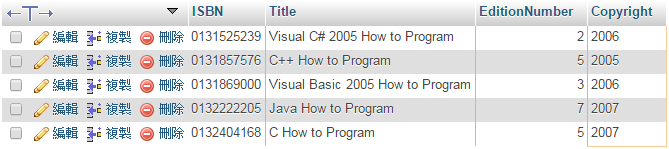 ISBN Title EditionNumber Copyright
編輯 複製 刪除 0131525239 Visual C# 2005 How to Program 2 2006
編輯 複製 刪除 0131857576 C++ How to Program 5 2005
編輯 複製 刪除 0131869000 Visual Basic 2005 How to Program 3 2006
編輯 複製 刪除 0132222205 Java How to Program 7 2007
編輯 複製 刪除 0132404168 C How to Program 5 2007